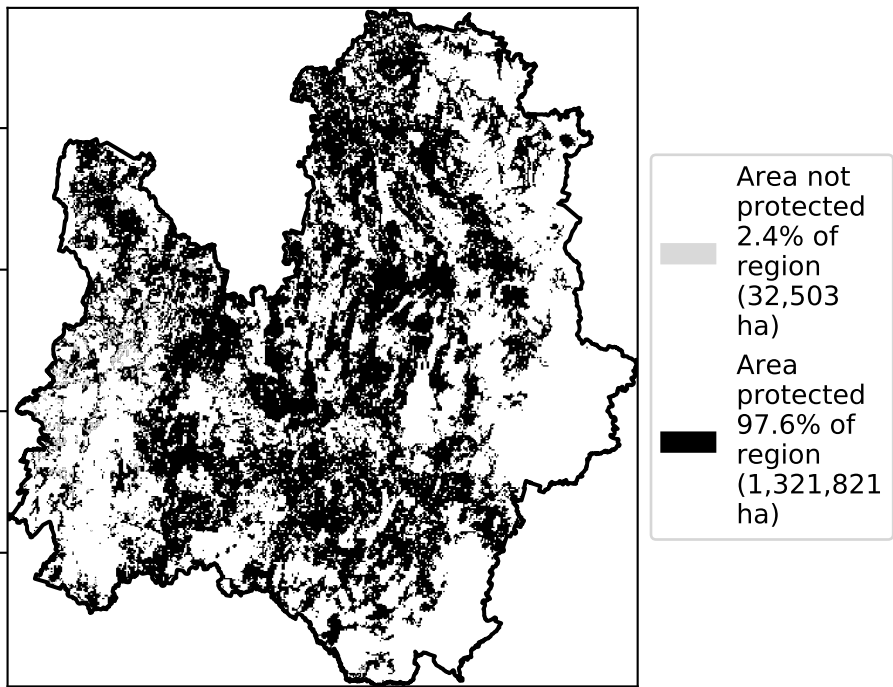 Area not
protected
2.4% of
region
(32,503
ha)
Area
protected
97.6% of
region
(1,321,821
ha)